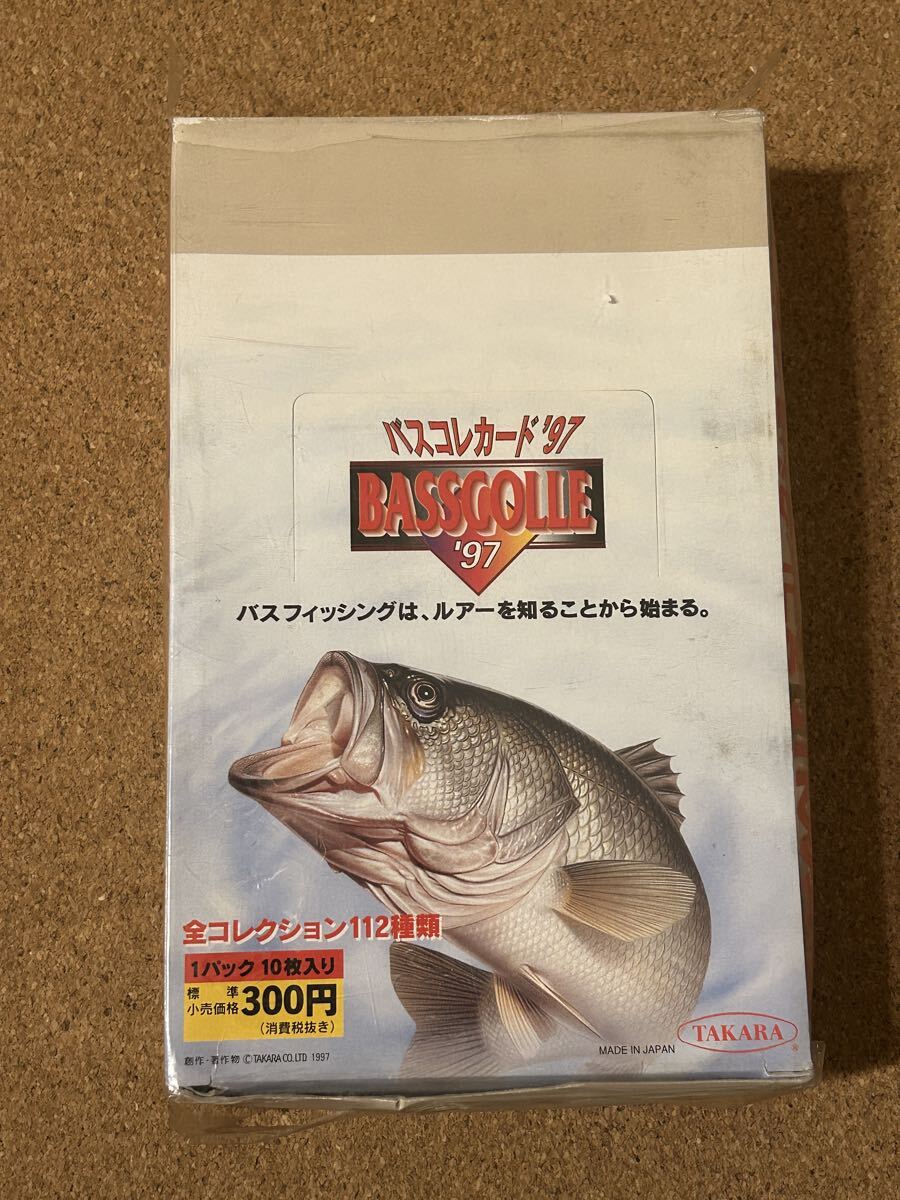 バスコレカード'97
BASSCOLLE
'97
バスフィッシングは、ルアーを知ることから始まる。
全コレクション112種類
1パック 10枚入り
標準
小売価格 300円
(消費税抜き)
創作・著作物 ©TAKARA CO.LTD 1997
MADE IN JAPAN
TAKARA®